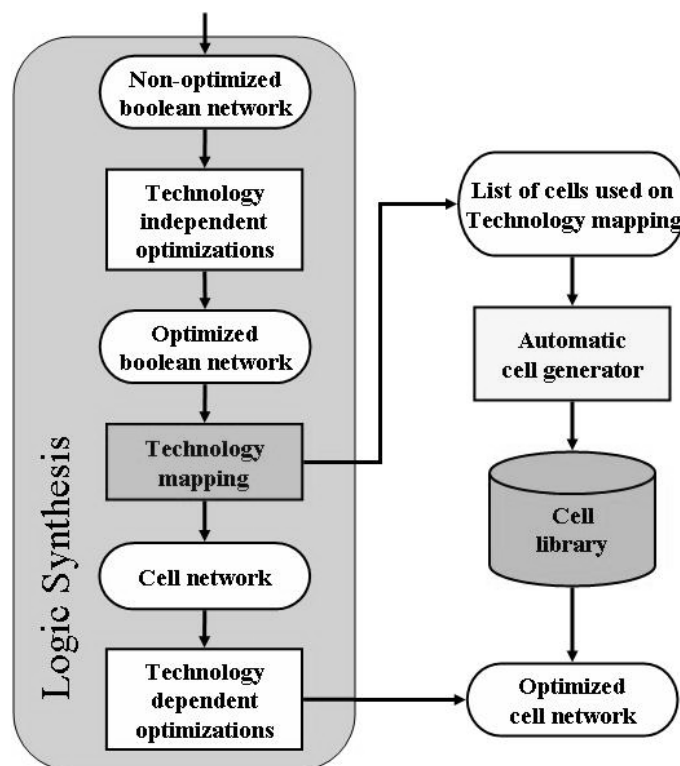 Non-optimized
boolean network
Technology
independent
optimizations
Optimized
boolean network
Technology
mapping
Cell network
Technology
dependent
optimizations
Logic Synthesis
List of cells used on
Technology mapping
Automatic
cell generator
Cell
library
Optimized
cell network